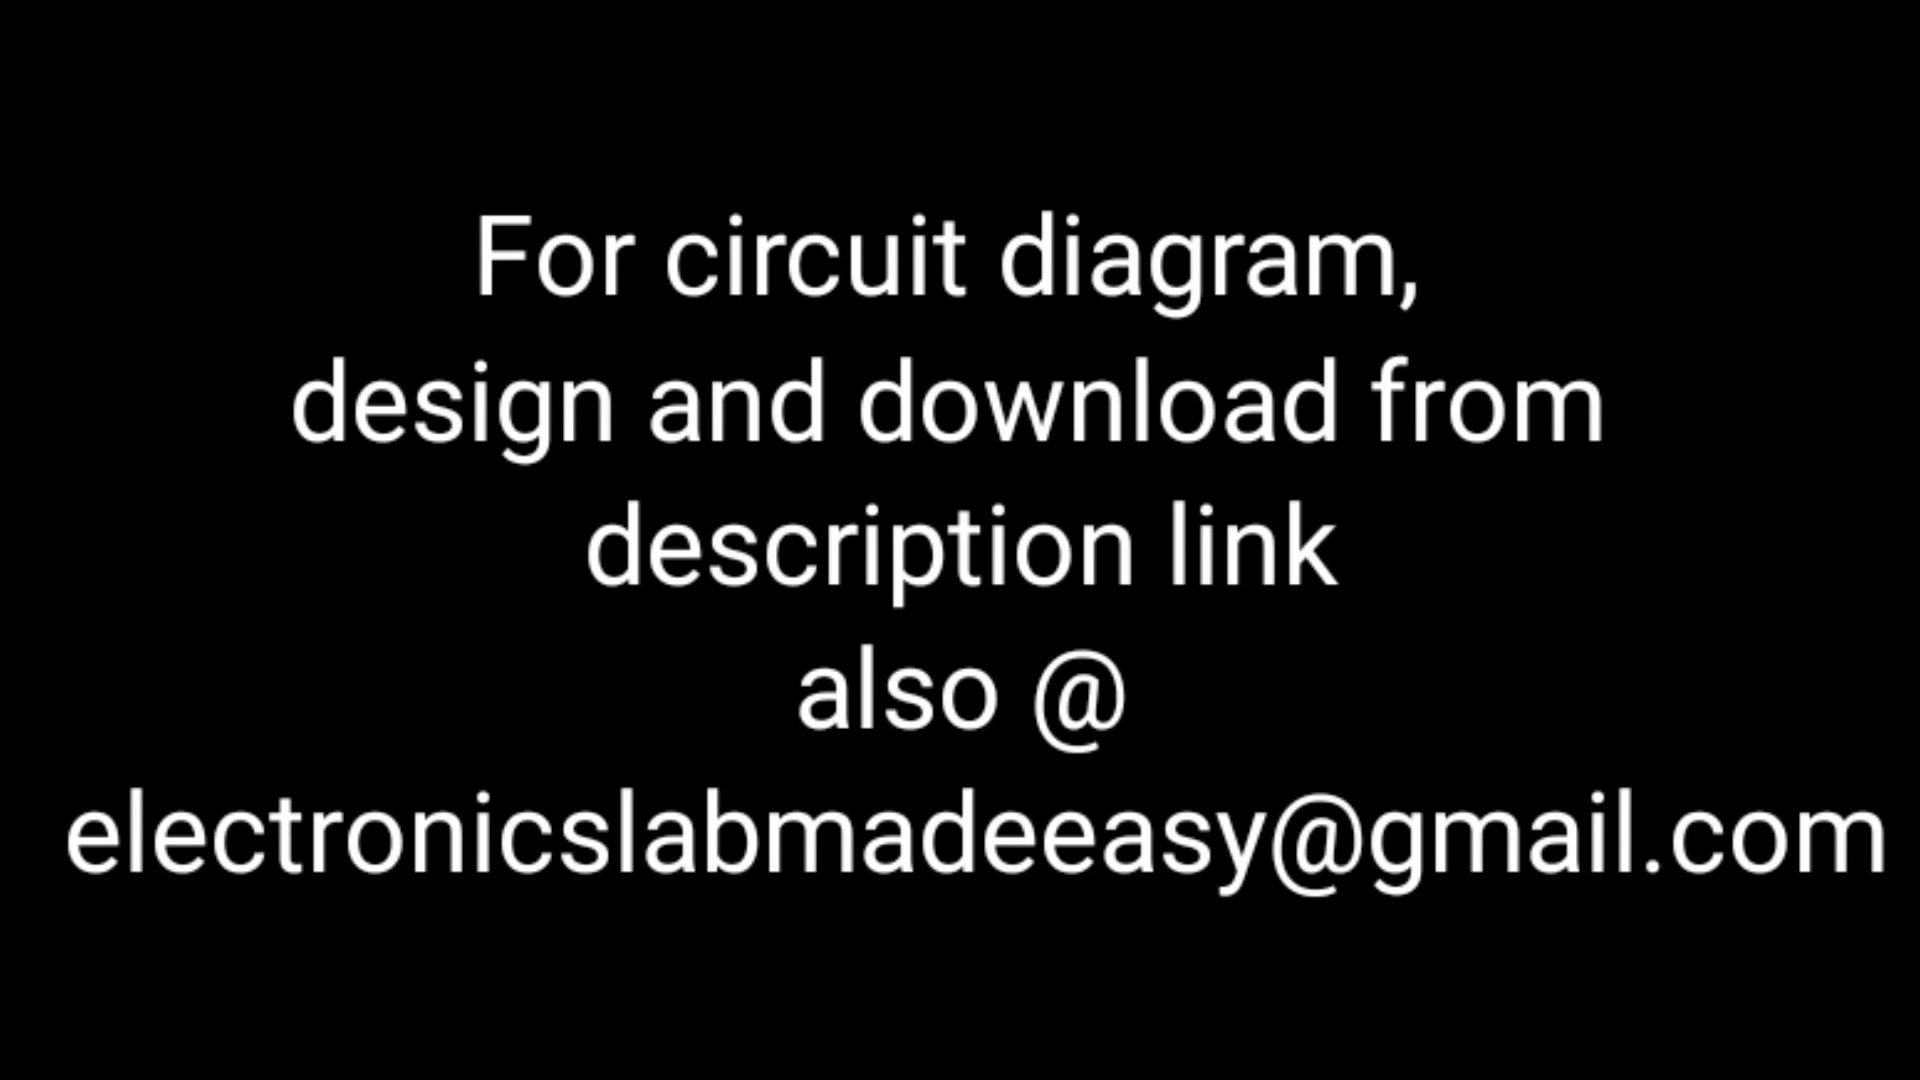 For circuit diagram,
design and download from
description link
also @
electronicslabmadeeasy@gmail.com